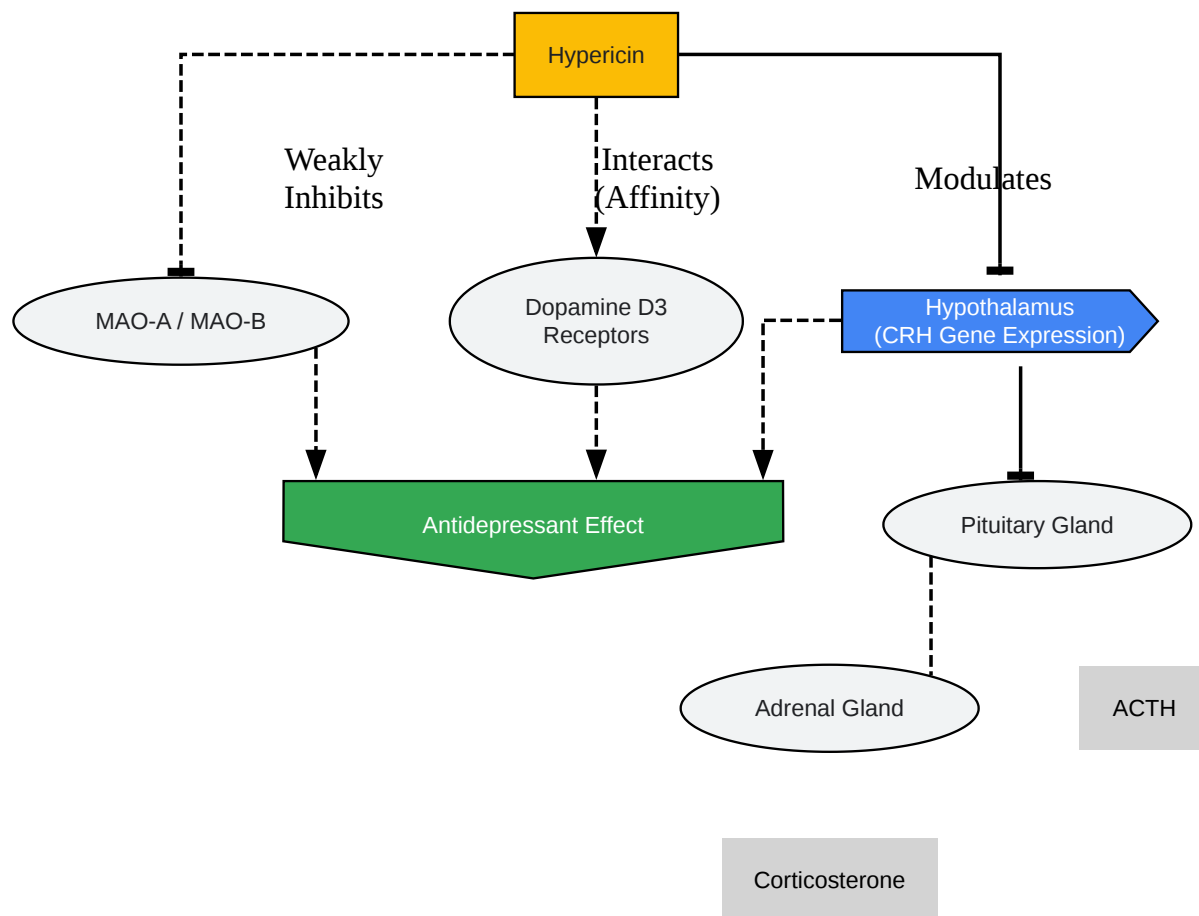 Hypericin
Weakly
Inhibits
Interacts
(Affinity)
Modulates
MAO-A / MAO-B
Dopamine D3
Receptors
Hypothalamus
(CRH Gene Expression)
Antidepressant Effect
Pituitary Gland
Adrenal Gland
ACTH
Corticosterone